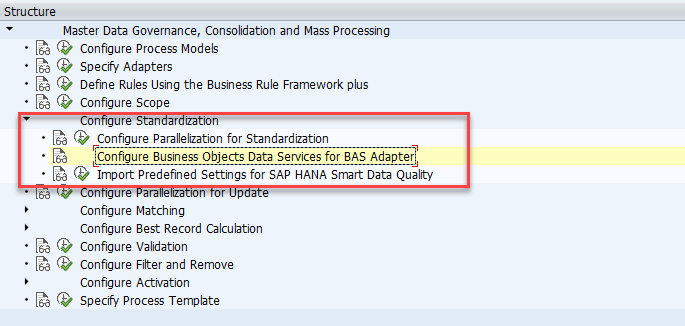 Structure
Master Data Governance, Consolidation and Mass Processing
Configure Process Models
Specify Adapters
Define Rules Using the Business Rule Framework plus
Configure Scope
Configure Standardization
Configure Parallelization for Standardization
Configure Business Objects Data Services for BAS Adapter
Import Predefined Settings for SAP HANA Smart Data Quality
Configure Parallelization for Update
Configure Matching
Configure Best Record Calculation
Configure Validation
Configure Filter and Remove
Configure Activation
Specify Process Template